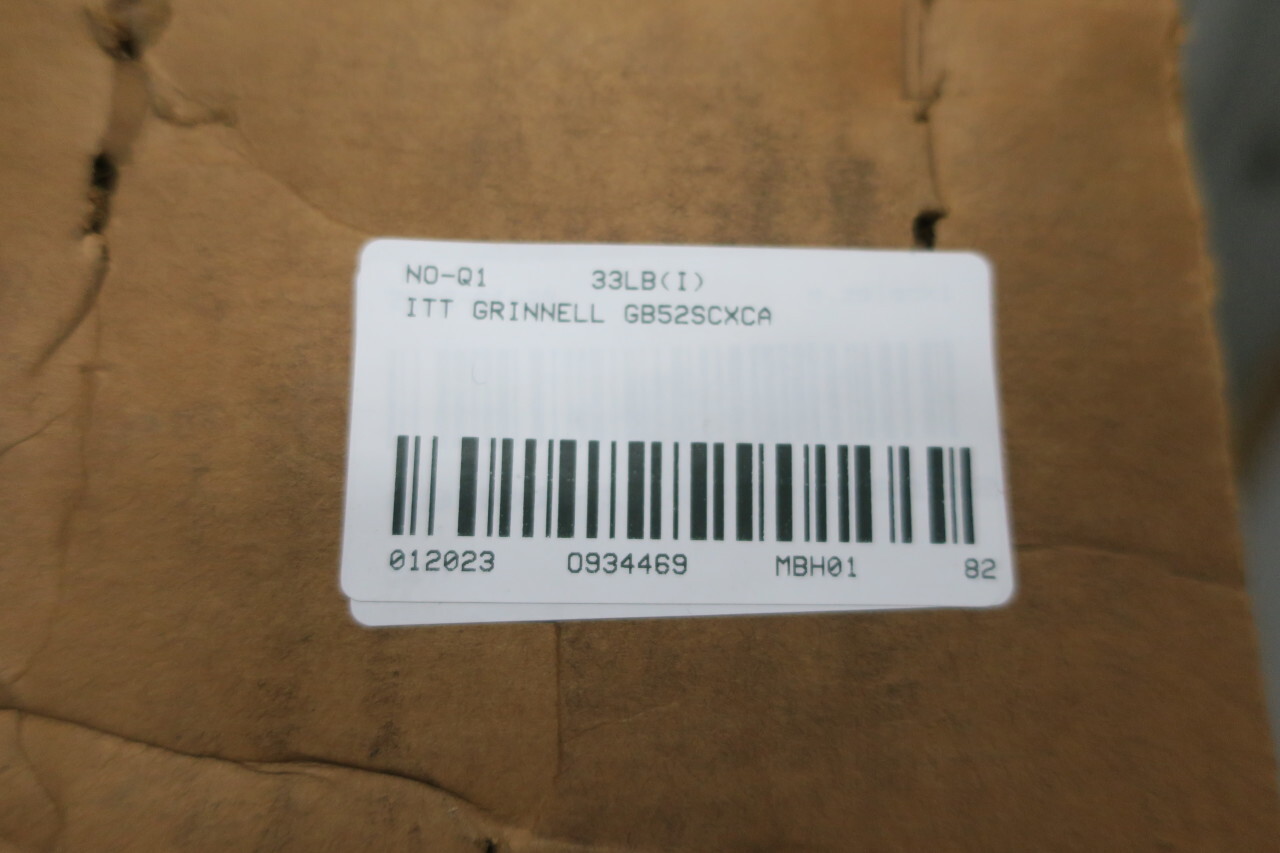 NO-Q1 33LB(I)
ITT GRINNELL GB52SCXCA
012023 0934469 MBH01 82